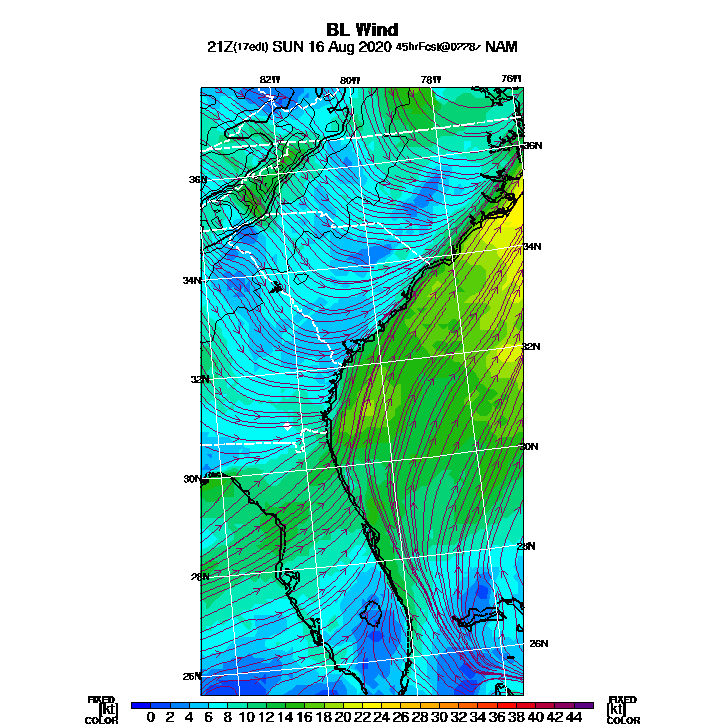 BL Wind
21Z(17edt) SUN 16 Aug 2020 45hrFcst@0227z NAM
82W 80W 78W 76W
36N
36N
34N
34N
32N
32N
30N
30N
28N
28N
26N
26N
FIXED
[kt]
COLOR
0 2 4 6 8 10 12 14 16 18 20 22 24 26 28 30 32 34 36 38 40 42 44
FIXED
[kt]
COLOR